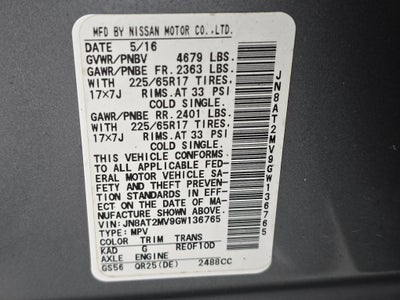 MFD BY NISSAN MOTOR CO.,LTD.
DATE 5/16
GVWR/PNBV 4679 LBS.
GAWR/PNBE FR. 2363 LBS.
WITH 225/65R17 TIRES.
17×7J RIMS.AT 33 PSI
COLD SINGLE.
GAWR/PNBE RR. 2401 LBS.
WITH 225/65R17 TIRES.
17×7J RIMS.AT 33 PSI
COLD SINGLE.
THIS VEHICLE CONFORMS
TO ALL APPLICABLE FED-
ERAL MOTOR VEHICLE SA-
FETY AND THEFT PREVEN-
TION STANDARDS IN EFF-
ECT ON THE DATE OF MA-
NUFACTURE SHOWN ABOVE.
VIN:JN8AT2MV9GW136765
TYPE:MPV
COLOR TRIM TRANS
KAD G RE0F10D
AXLE ENGINE
GS56 QR25(DE) 2488CC
JN8AT2MV9GW136765